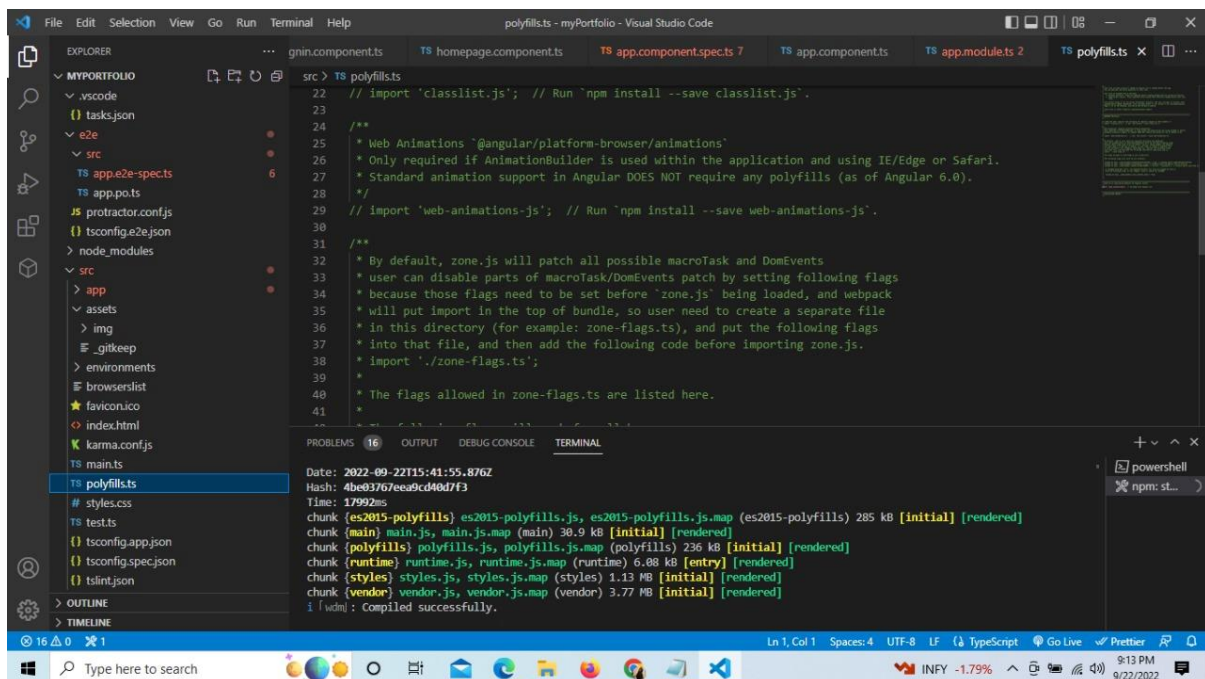 File Edit Selection View Go Run Terminal Help
polyfills.ts - myPortfolio - Visual Studio Code
EXPLORER
gnin.component.ts TS homepage.component.ts TS app.component.spec.ts 7 TS app.component.ts TS app.module.ts 2 TS polyfills.ts
MYPORTFOLIO
.vscode
{} tasks.json
e2e
src
TS app.e2e-spec.ts 6
TS app.po.ts
JS protractor.conf.js
{} tsconfig.e2e.json
node_modules
src
app
assets
img
_gitkeep
environments
browserslist
favicon.ico
index.html
karma.conf.js
TS main.ts
TS polyfills.ts
# styles.css
TS test.ts
{} tsconfig.app.json
{} tsconfig.spec.json
{} tslint.json
OUTLINE
TIMELINE
src > TS polyfills.ts
22 // import 'classlist.js'; // Run `npm install --save classlist.js`.
23
24 /**
25 * Web Animations `@angular/platform-browser/animations`
26 * Only required if AnimationBuilder is used within the application and using IE/Edge or Safari.
27 * Standard animation support in Angular DOES NOT require any polyfills (as of Angular 6.0).
28 */
29 // import 'web-animations-js'; // Run `npm install --save web-animations-js`.
30
31 /**
32 * By default, zone.js will patch all possible macroTask and DomEvents
33 * user can disable parts of macroTask/DomEvents patch by setting following flags
34 * because those flags need to be set before `zone.js` being loaded, and webpack
35 * will put import in the top of bundle, so user need to create a separate file
36 * in this directory (for example: zone-flags.ts), and put the following flags
37 * into that file, and then add the following code before importing zone.js.
38 * import './zone-flags.ts';
39 *
40 * The flags allowed in zone-flags.ts are listed here.
41 *
PROBLEMS 16 OUTPUT DEBUG CONSOLE TERMINAL
Date: 2022-09-22T15:41:55.876Z
Hash: 4be03767eea9cd40d7f3
Time: 17992ms
chunk {es2015-polyfills} es2015-polyfills.js, es2015-polyfills.js.map (es2015-polyfills) 285 kB [initial] [rendered]
chunk {main} main.js, main.js.map (main) 30.9 kB [initial] [rendered]
chunk {polyfills} polyfills.js, polyfills.js.map (polyfills) 236 kB [initial] [rendered]
chunk {runtime} runtime.js, runtime.js.map (runtime) 6.08 kB [entry] [rendered]
chunk {styles} styles.js, styles.js.map (styles) 1.13 MB [initial] [rendered]
chunk {vendor} vendor.js, vendor.js.map (vendor) 3.77 MB [initial] [rendered]
i ｢wdm｣: Compiled successfully.
powershell
npm: st...
16 0 1
Ln 1, Col 1 Spaces: 4 UTF-8 LF {} TypeScript Go Live Prettier
Type here to search
INFY -1.79%
9:13 PM
9/22/2022